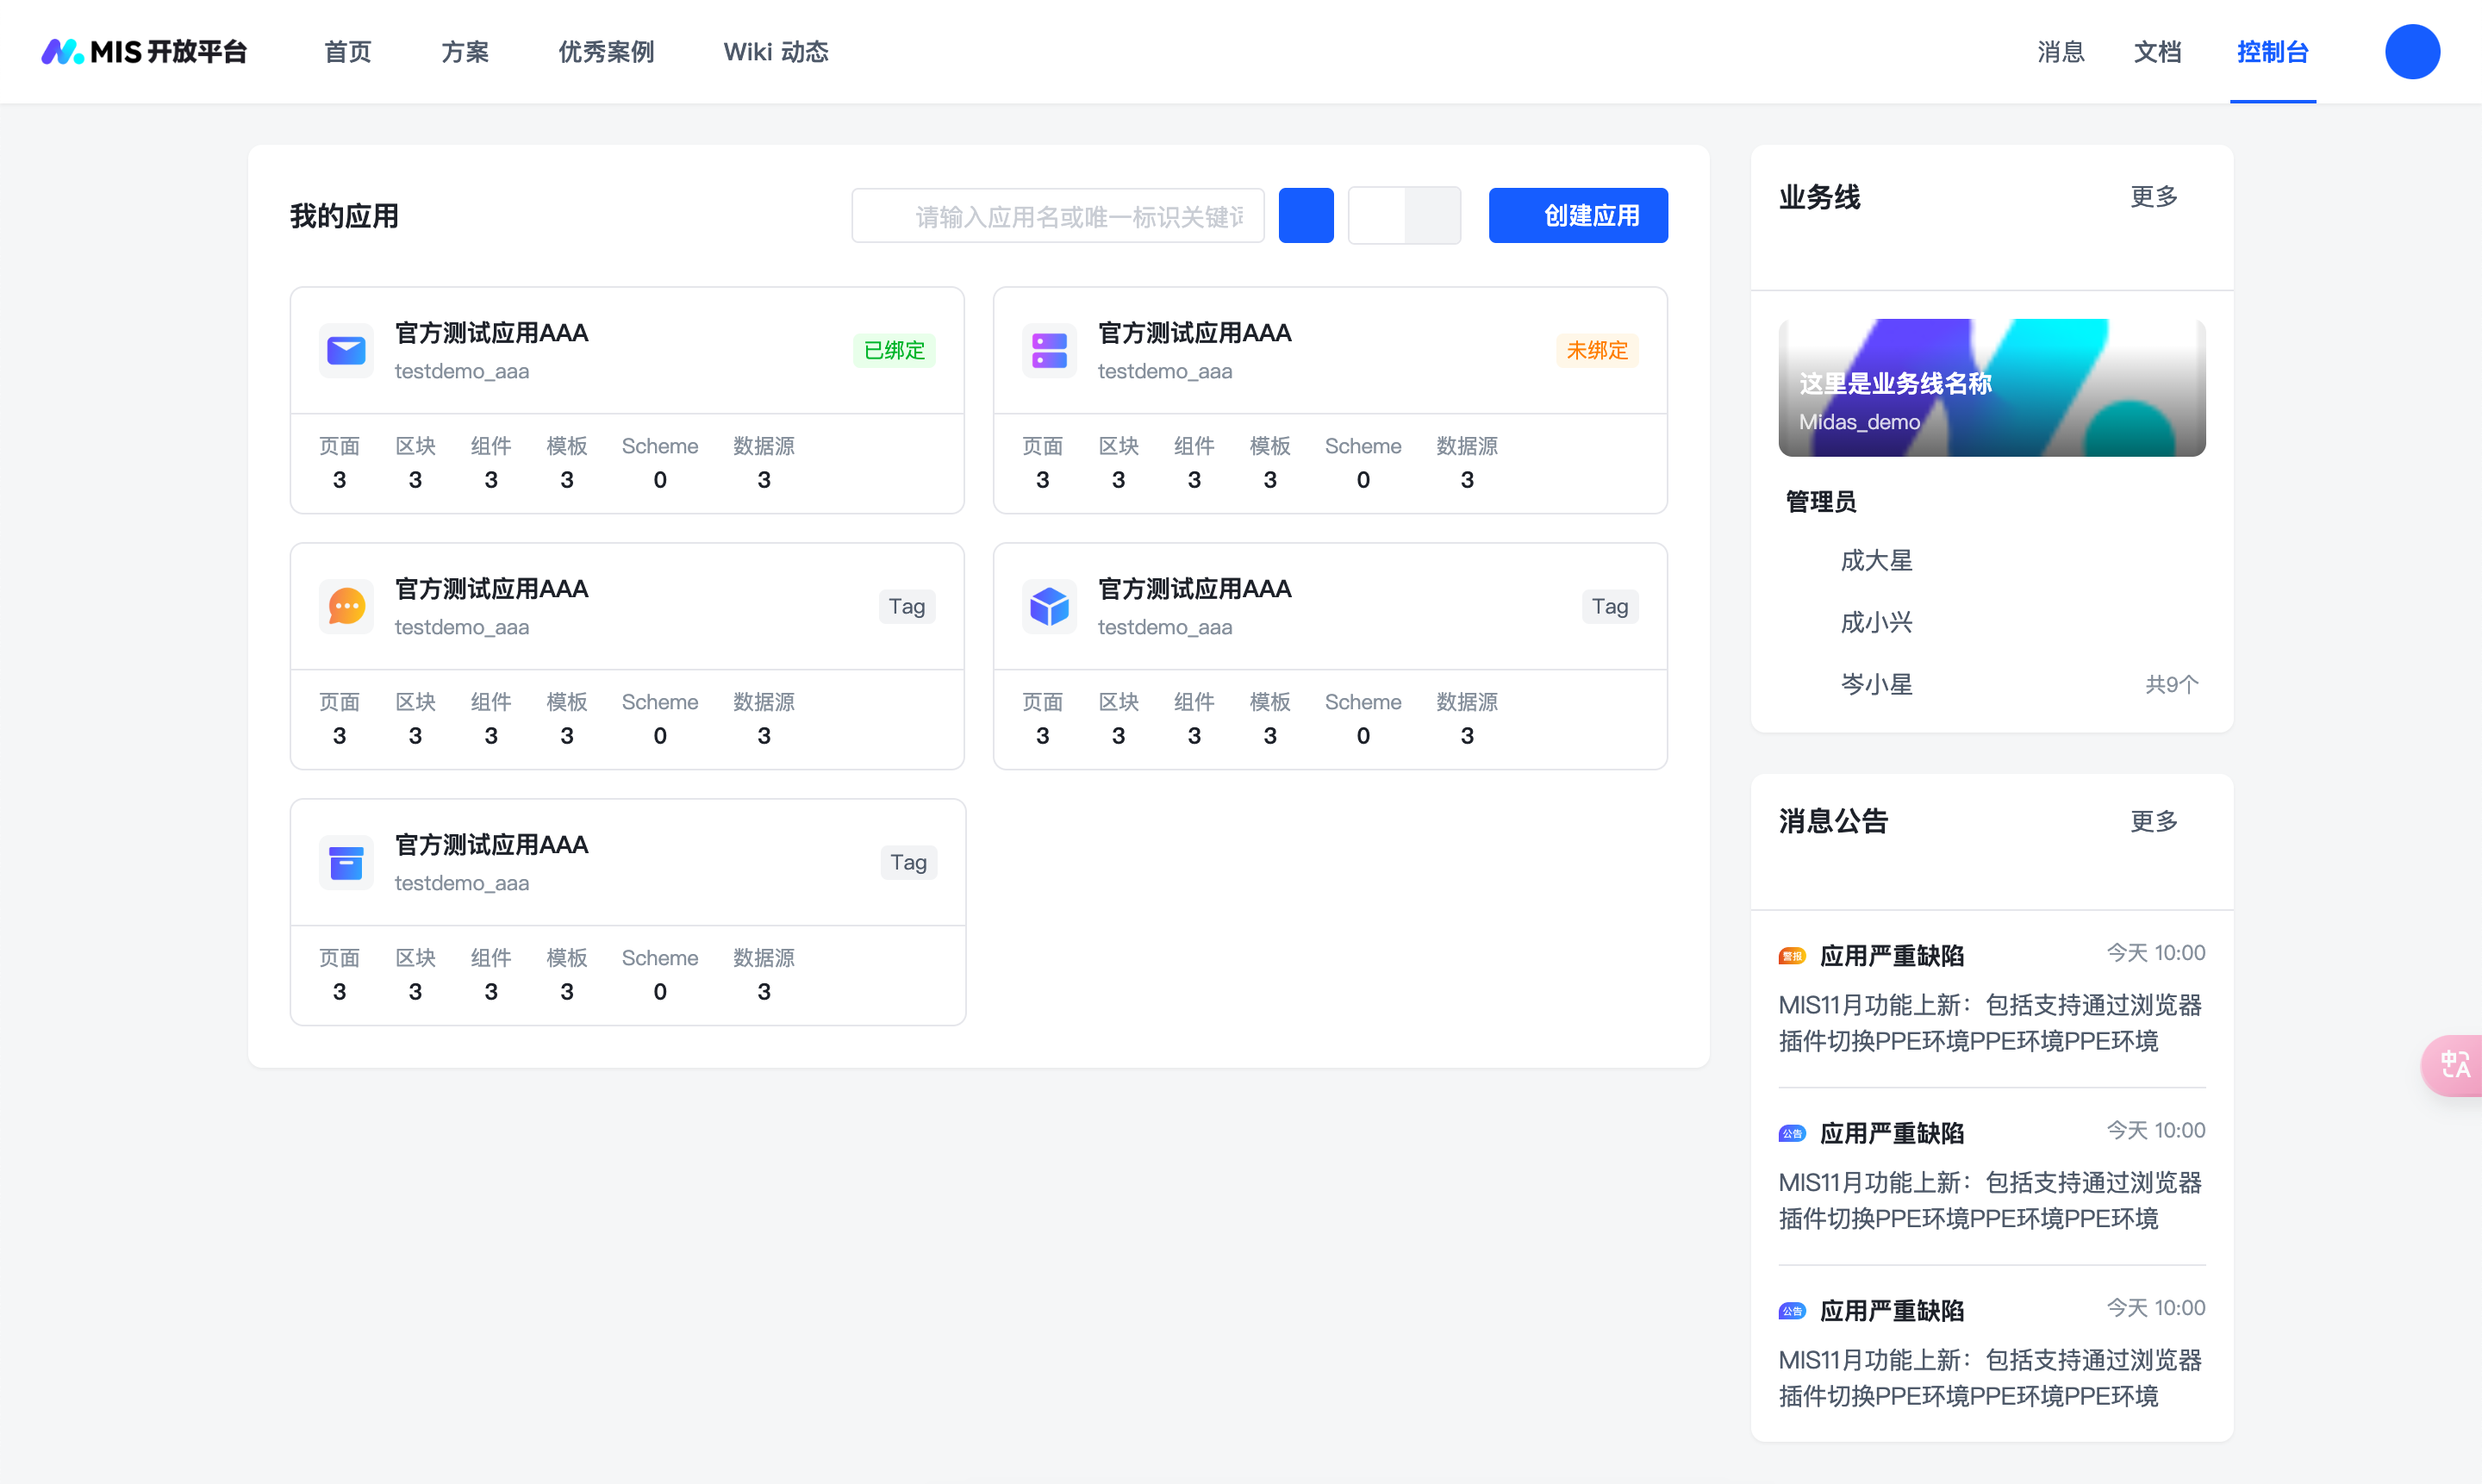 MIS 开放平台
首页
方案
优秀案例
Wiki 动态
消息
文档
控制台
我的应用
请输入应用名或唯一标识关键词
创建应用
官方测试应用AAA
testdemo_aaa
已绑定
页面 区块 组件 模板 Scheme 数据源
3 3 3 3 0 3
官方测试应用AAA
testdemo_aaa
未绑定
页面 区块 组件 模板 Scheme 数据源
3 3 3 3 0 3
官方测试应用AAA
testdemo_aaa
Tag
页面 区块 组件 模板 Scheme 数据源
3 3 3 3 0 3
官方测试应用AAA
testdemo_aaa
Tag
页面 区块 组件 模板 Scheme 数据源
3 3 3 3 0 3
官方测试应用AAA
testdemo_aaa
Tag
页面 区块 组件 模板 Scheme 数据源
3 3 3 3 0 3
业务线
更多
这里是业务线名称
Midas_demo
管理员
成大星
成小兴
岑小星
共9个
消息公告
更多
警报
应用严重缺陷
今天 10:00
MIS11月功能上新：包括支持通过浏览器
插件切换PPE环境PPE环境PPE环境
公告
应用严重缺陷
今天 10:00
MIS11月功能上新：包括支持通过浏览器
插件切换PPE环境PPE环境PPE环境
公告
应用严重缺陷
今天 10:00
MIS11月功能上新：包括支持通过浏览器
插件切换PPE环境PPE环境PPE环境
中A